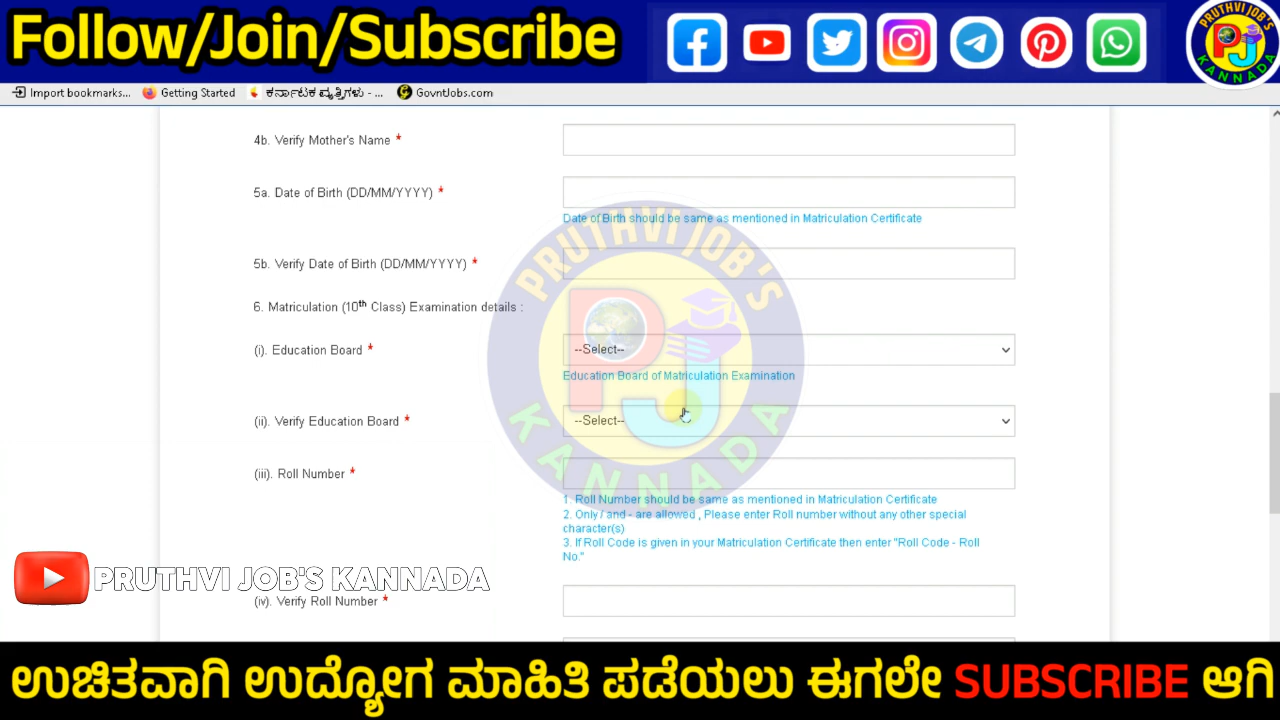 Follow/Join/Subscribe
PRUTHVI JOB'S
PJ
KANNADA
Import bookmarks...
Getting Started
ಕರ್ನಾಟಕ ವೃತ್ತಿಗಳು - ...
GovntJobs.com
4b. Verify Mother's Name *
5a. Date of Birth (DD/MM/YYYY) *
Date of Birth should be same as mentioned in Matriculation Certificate
5b. Verify Date of Birth (DD/MM/YYYY) *
6. Matriculation (10th Class) Examination details :
(i). Education Board *
--Select--
Education Board of Matriculation Examination
(ii). Verify Education Board *
--Select--
(iii). Roll Number *
1. Roll Number should be same as mentioned in Matriculation Certificate
2. Only / and - are allowed , Please enter Roll number without any other special
character(s)
3. If Roll Code is given in your Matriculation Certificate then enter "Roll Code - Roll
No."
(iv). Verify Roll Number *
PRUTHVI JOB'S
PJ
KANNADA
PRUTHVI JOB'S KANNADA
ಉಚಿತವಾಗಿ ಉದ್ಯೋಗ ಮಾಹಿತಿ ಪಡೆಯಲು ಈಗಲೇ SUBSCRIBE ಆಗಿ